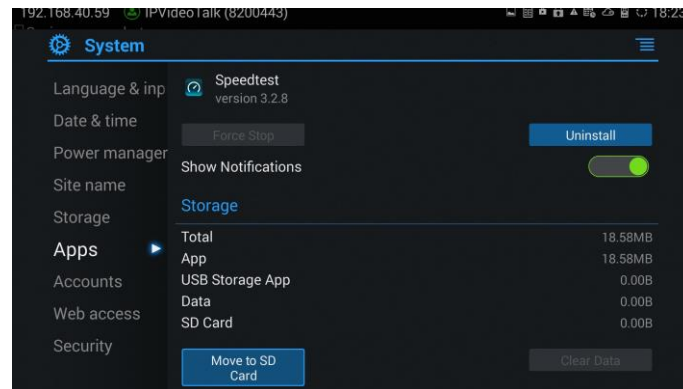 192.168.40.59 IPVideoTalk (8200443) 18:23
System
Language & inp
Date & time
Power manager
Site name
Storage
Apps
Accounts
Web access
Security
Speedtest
version 3.2.8
Force Stop
Uninstall
Show Notifications
Storage
Total 18.58MB
App 18.58MB
USB Storage App 0.00B
Data 0.00B
SD Card 0.00B
Move to SD
Card
Clear Data